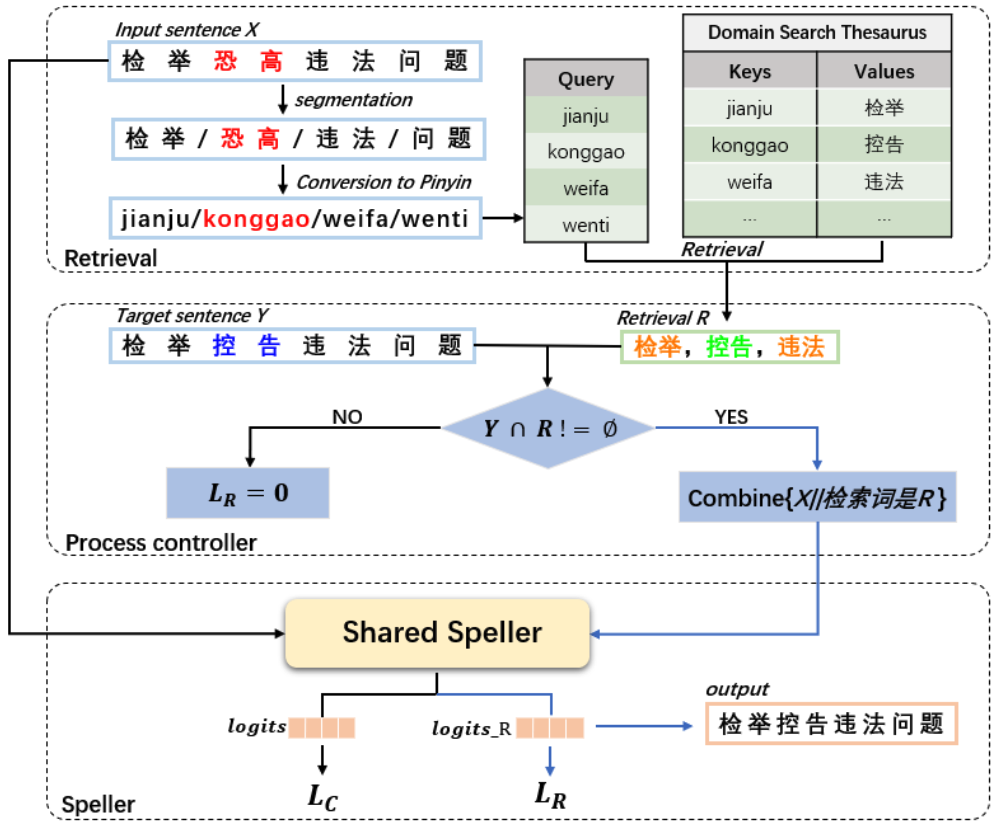 Input sentence X
检 举 恐 高 违 法 问 题
segmentation
检 举 / 恐 高 / 违 法 / 问 题
Conversion to Pinyin
jianju/konggao/weifa/wenti
Retrieval
Query
jianju
konggao
weifa
wenti
Domain Search Thesaurus
Keys Values
jianju 检举
konggao 控告
weifa 违法
... ...
Retrieval
Target sentence Y
检 举 控 告 违 法 问 题
Retrieval R
检举，控告，违法
Y ∩ R != ∅
NO
YES
L_R = 0
Combine{X//检索词是R}
Process controller
Shared Speller
logits
logits_R
output
检举控告违法问题
L_C
L_R
Speller